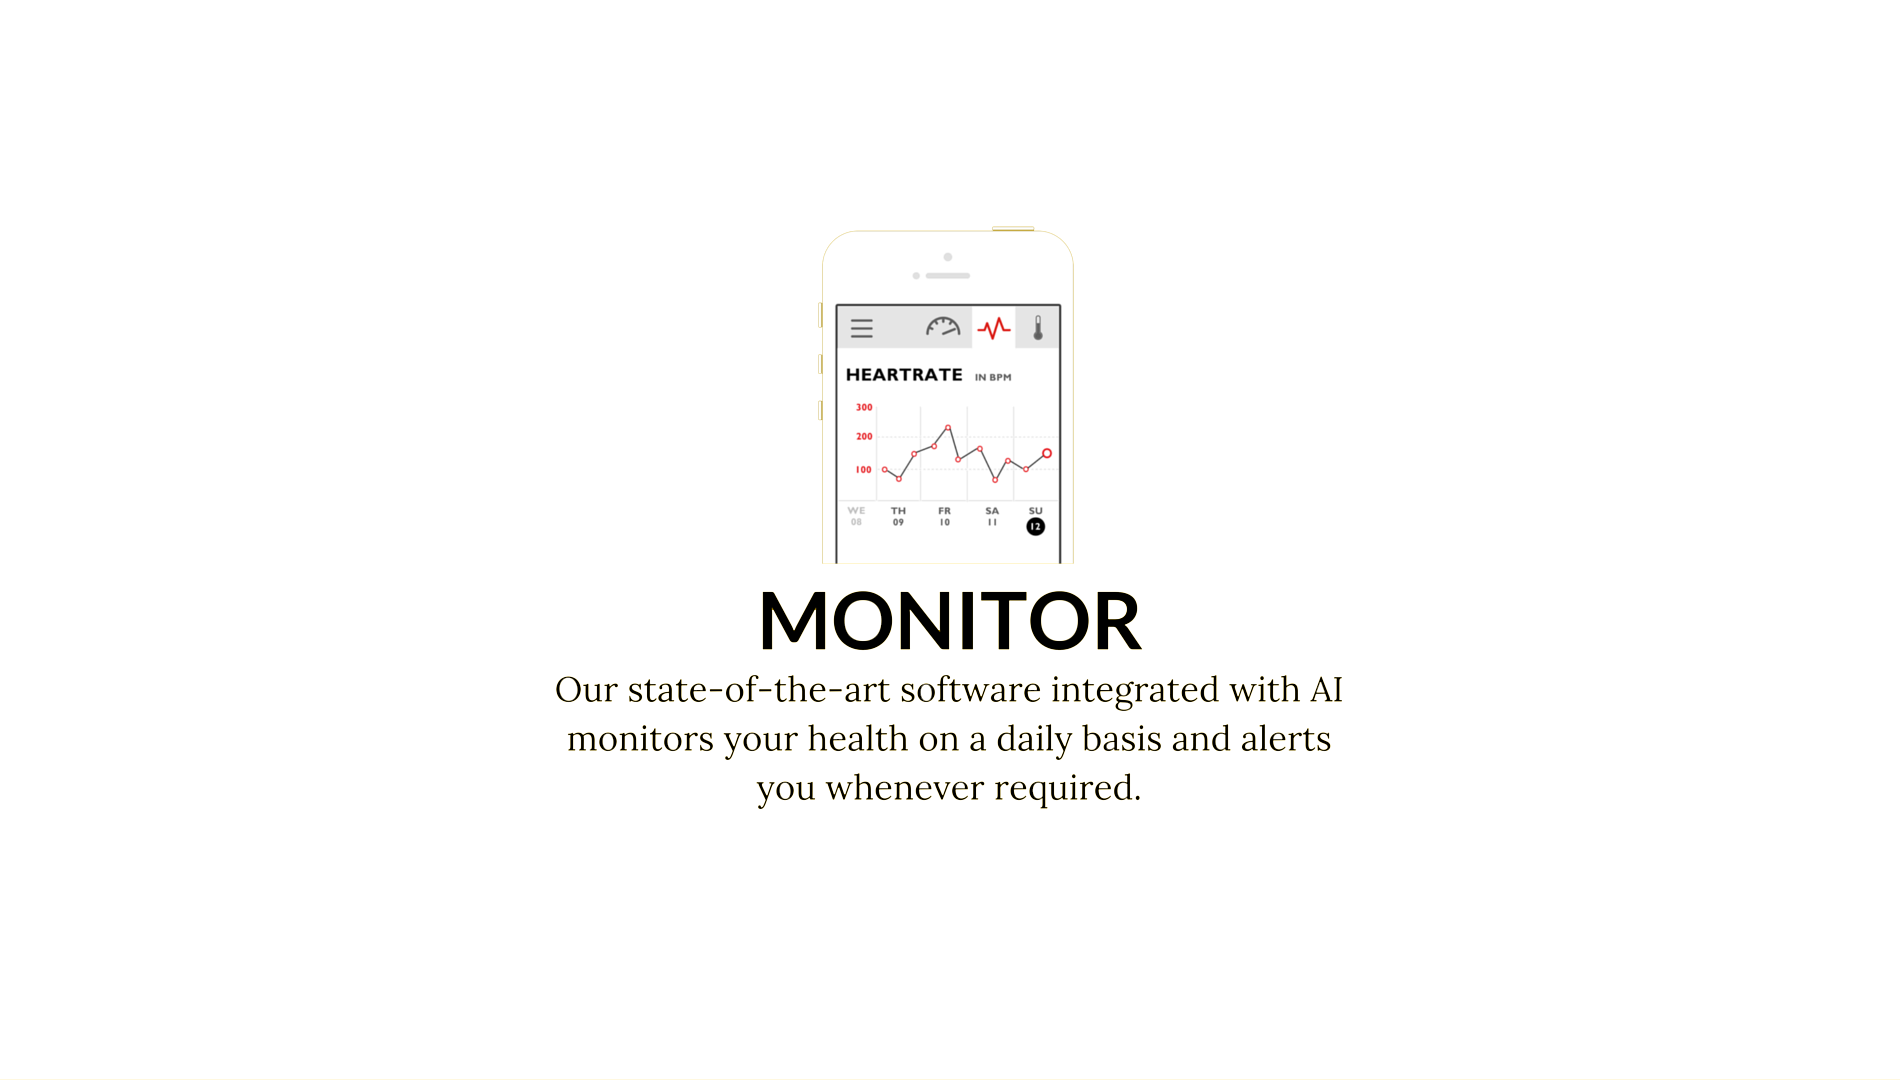 HEARTRATE IN BPM
300
200
100
WE TH FR SA SU
08 09 10 11 12
MONITOR
Our state-of-the-art software integrated with AI
monitors your health on a daily basis and alerts
you whenever required.